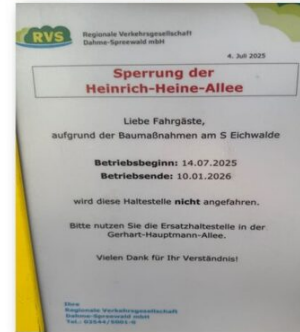 RVS
Regionale Verkehrsgesellschaft
Dahme-Spreewald mbH
4. Juli 2025
Sperrung der
Heinrich-Heine-Allee
Liebe Fahrgäste,
aufgrund der Baumaßnahmen am S Eichwalde
Betriebsbeginn: 14.07.2025
Betriebsende: 10.01.2026
wird diese Haltestelle nicht angefahren.
Bitte nutzen Sie die Ersatzhaltestelle in der
Gerhart-Hauptmann-Allee.
Vielen Dank für Ihr Verständnis!
Ihre
Regionale Verkehrsgesellschaft
Dahme-Spreewald mbH
Tel.: